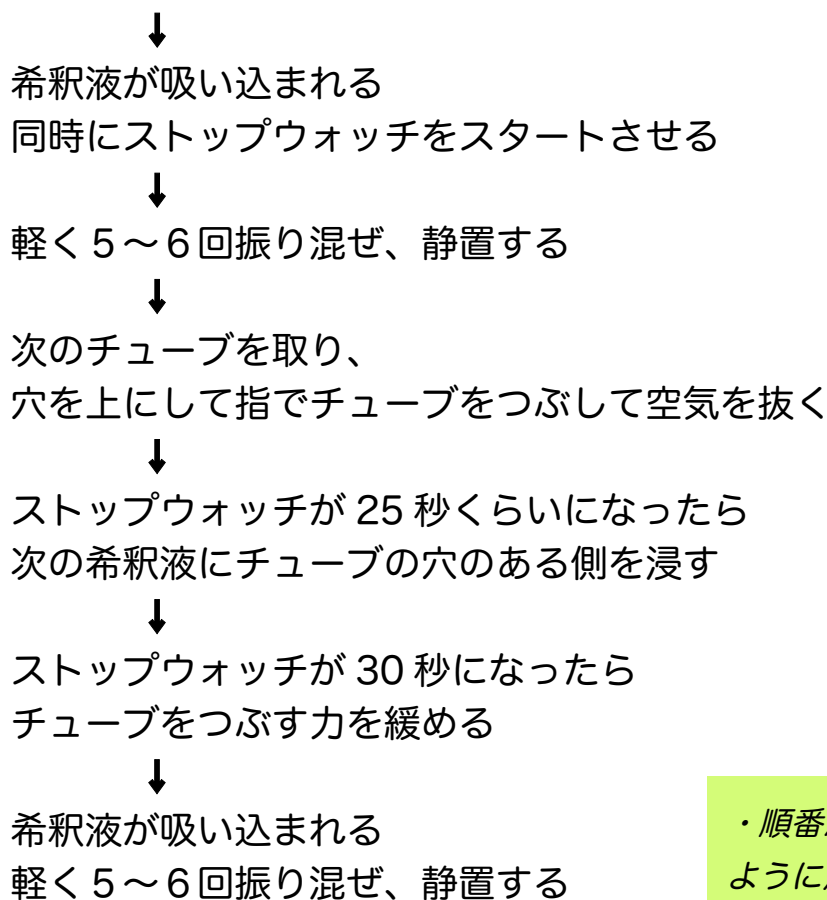 ↓
希釈液が吸い込まれる
同時にストップウォッチをスタートさせる
↓
軽く5〜6回振り混ぜ、静置する
↓
次のチューブを取り、
穴を上にして指でチューブをつぶして空気を抜く
↓
ストップウォッチが 25 秒くらいになったら
次の希釈液にチューブの穴のある側を浸す
↓
ストップウォッチが 30 秒になったら
チューブをつぶす力を緩める
↓
希釈液が吸い込まれる
軽く5〜6回振り混ぜ、静置する
・順番
ように